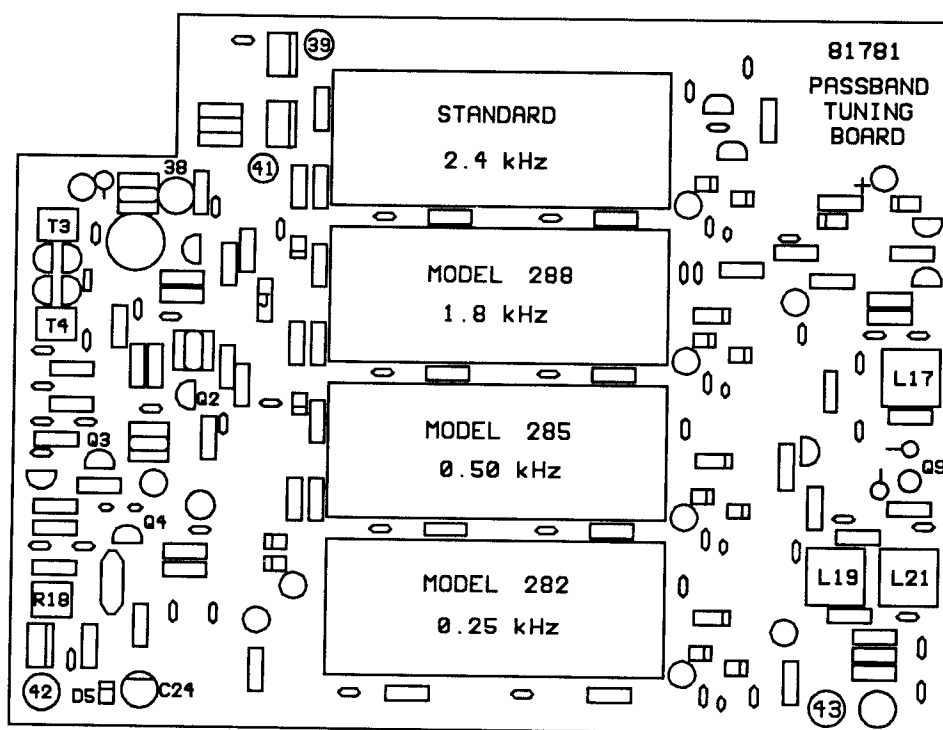 39
81781
PASSBAND
TUNING
BOARD
STANDARD
2.4 kHz
41
38
T3
T4
MODEL 288
1.8 kHz
L17
Q2
Q3
MODEL 285
0.50 kHz
Q9
Q4
MODEL 282
0.25 kHz
L19
L21
R18
42
D5
C24
43